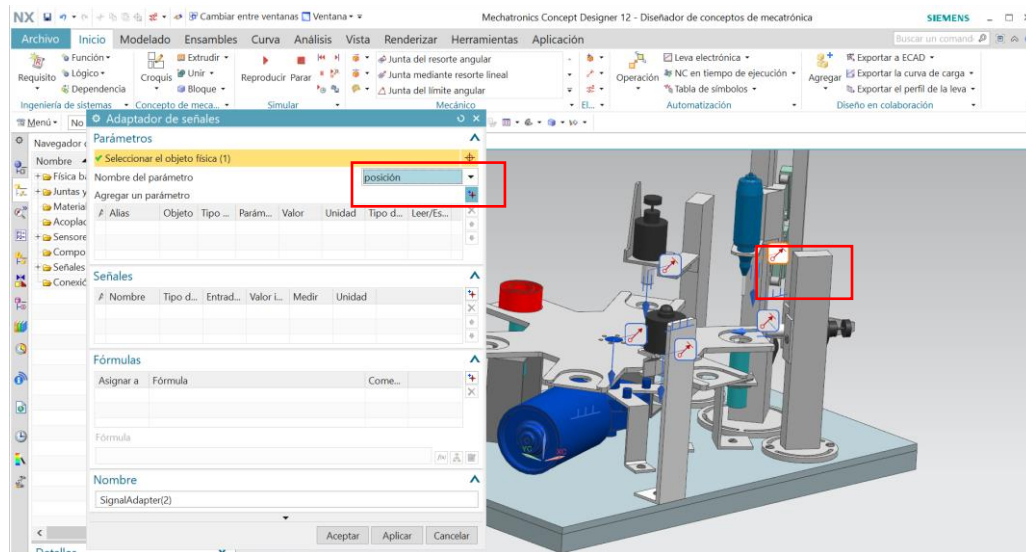 NX Cambiar entre ventanas Ventana Mechatronics Concept Designer 12 - Diseñador de conceptos de mecatrónica SIEMENS
Archivo Inicio Modelado Ensambles Curva Análisis Vista Renderizar Herramientas Aplicación Buscar un comand
Función Extrudir Junta del resorte angular Leva electrónica Exportar a ECAD
Lógico Unir Junta mediante resorte lineal NC en tiempo de ejecución Exportar la curva de carga
Requisito Croquis Reproducir Parar Operación Agregar
Dependencia Bloque Junta del límite angular Tabla de símbolos Exportar el perfil de la leva
Ingeniería de sistemas Concepto de meca... Simular Mecánico El... Automatización Diseño en colaboración
Menú No
Adaptador de señales
Navegador
Parámetros
Nombre
Seleccionar el objeto física (1)
Física b
Nombre del parámetro posición
Juntas y
Agregar un parámetro
Material
Alias Objeto Tipo ... Parám... Valor Unidad Tipo d... Leer/Es...
Acoplac
Sensore
Compo
Señales
Señales
Conexió
Nombre Tipo d... Entrad... Valor i... Medir Unidad
Fórmulas
Asignar a Fórmula Come...
Fórmula
f(x)
Nombre
SignalAdapter(2)
Aceptar Aplicar Cancelar
XC
YC